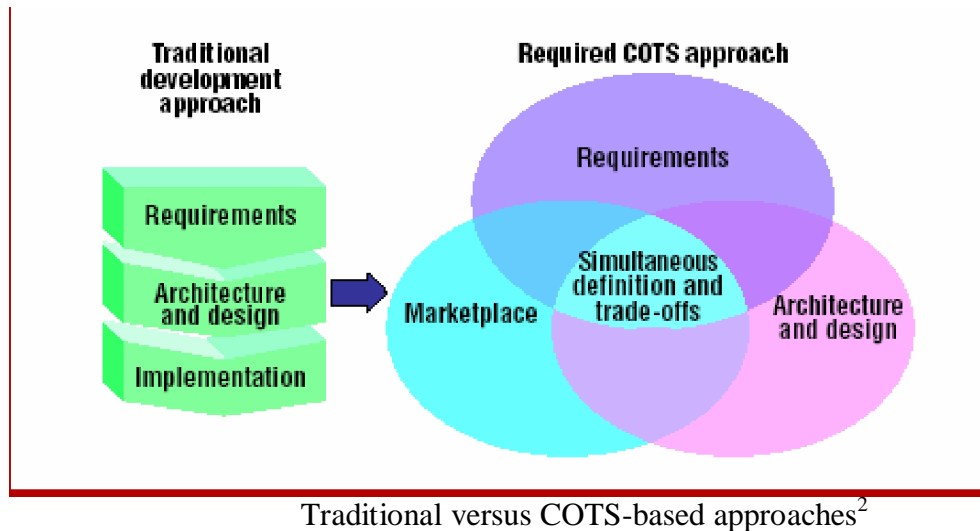 Traditional
development
approach
Requirements
Architecture
and design
Implementation
Required COTS approach
Requirements
Simultaneous
definition and
trade-offs
Marketplace
Architecture
and design
Traditional versus COTS-based approaches²